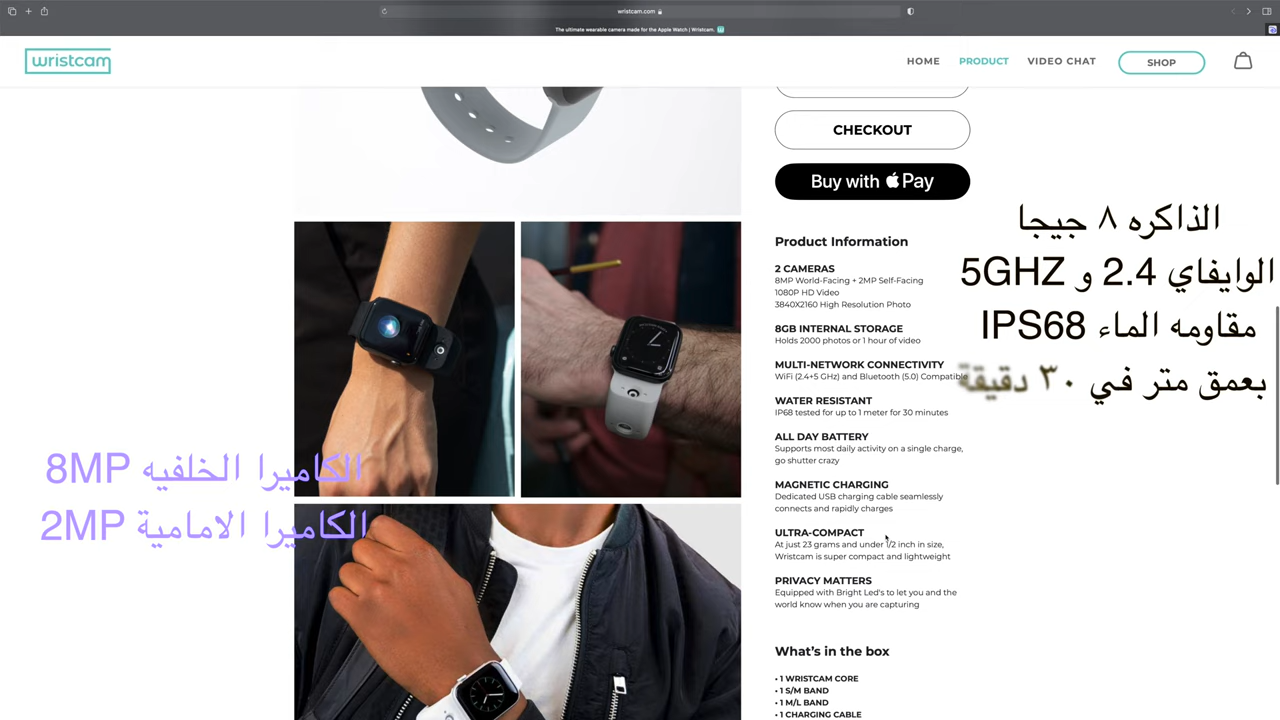 wristcam.com
The ultimate wearable camera made for the Apple Watch | Wristcam.
wristcam
HOME
PRODUCT
VIDEO CHAT
SHOP
CHECKOUT
Buy with Pay
Product Information
2 CAMERAS
8MP World-Facing + 2MP Self-Facing
1080P HD Video
3840X2160 High Resolution Photo
8GB INTERNAL STORAGE
Holds 2000 photos or 1 hour of video
MULTI-NETWORK CONNECTIVITY
WiFi (2.4+5 GHz) and Bluetooth (5.0) Compatible
WATER RESISTANT
IP68 tested for up to 1 meter for 30 minutes
ALL DAY BATTERY
Supports most daily activity on a single charge,
go shutter crazy
MAGNETIC CHARGING
Dedicated USB charging cable seamlessly
connects and rapidly charges
ULTRA-COMPACT
At just 23 grams and under 1/2 inch in size,
Wristcam is super compact and lightweight
PRIVACY MATTERS
Equipped with Bright Led's to let you and the
world know when you are capturing
What's in the box
• 1 WRISTCAM CORE
• 1 S/M BAND
• 1 M/L BAND
• 1 CHARGING CABLE
الذاكره ٨ جيجا
الوايفاي 2.4 و 5GHZ
مقاومه الماء IPS68
بعمق متر في ٣٠ دقيقة
الكاميرا الخلفيه 8MP
الكاميرا الامامية 2MP